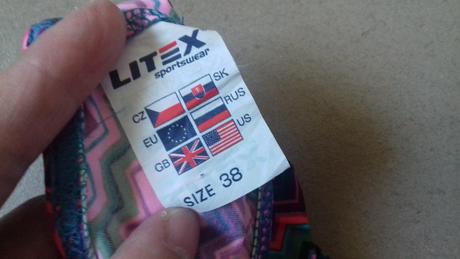 LITEX
sportswear
CZ SK
EU RUS
GB US
SIZE 38